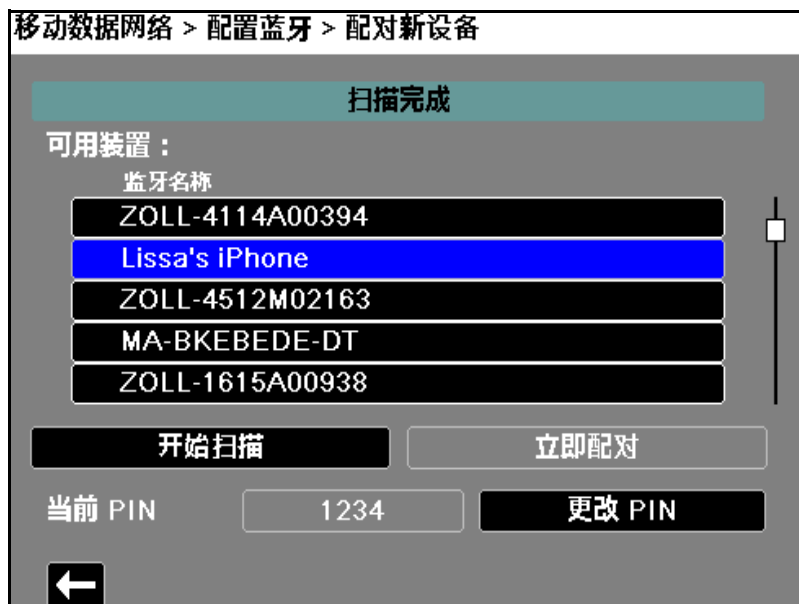 移动数据网络 > 配置蓝牙 > 配对新设备
扫描完成
可用装置：
监牙名称
ZOLL-4114A00394
Lissa's iPhone
ZOLL-4512M02163
MA-BKEBEDE-DT
ZOLL-1615A00938
开始扫描 立即配对
当前 PIN 1234 更改 PIN